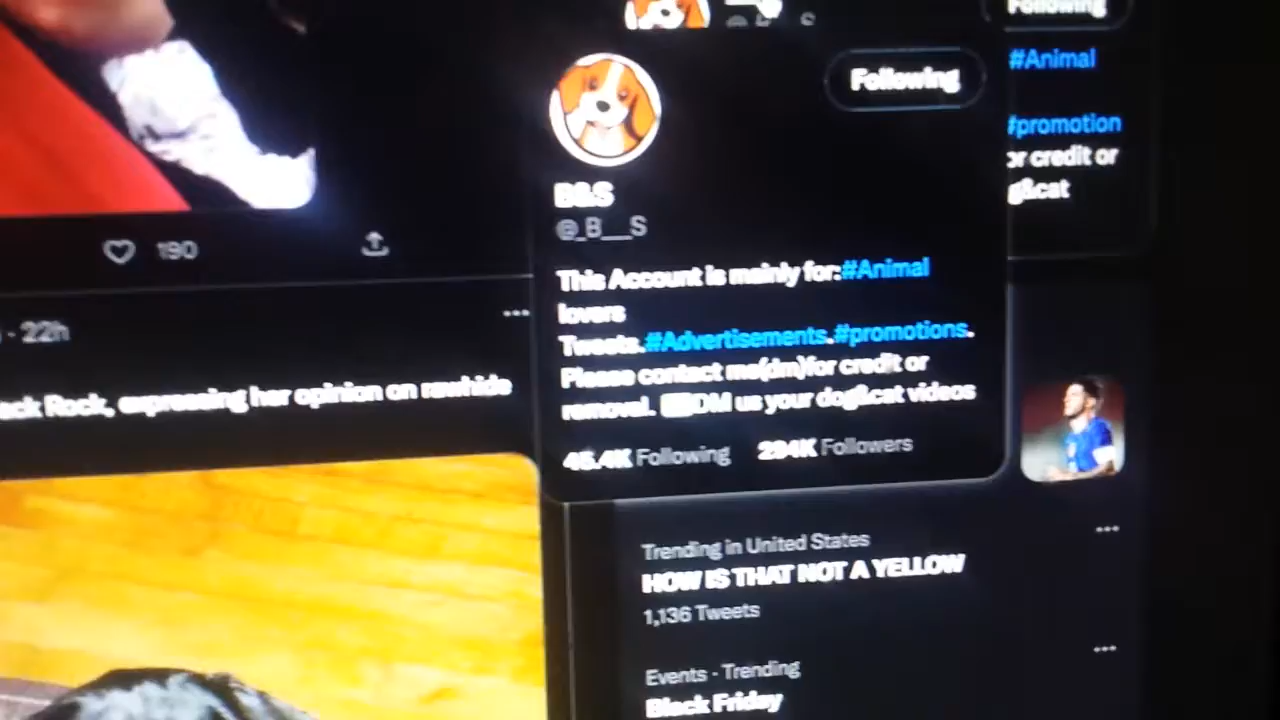 Following
#Animal
Following
#promotion
or credit or
g&cat
B&S
@_B__S
190
This Account is mainly for:#Animal
lovers
Tweets.#Advertisements.#promotions.
Please contact me(dm)for credit or
removal. DM us your dog&cat videos
45.4K Following 294K Followers
· 22h
ack Rock, expressing her opinion on rawhide
Trending in United States
HOW IS THAT NOT A YELLOW
1,136 Tweets
Events · Trending
Black Friday